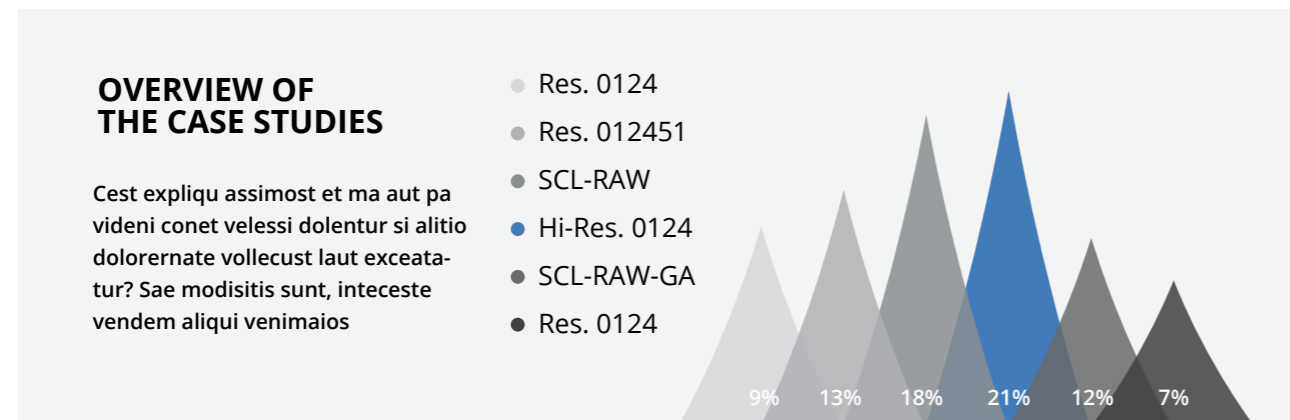 OVERVIEW OF
THE CASE STUDIES
Cest expliqu assimost et ma aut pa
videni conet velessi dolentur si alitio
dolorernate vollecust laut exceata-
tur? Sae modisitis sunt, inteceste
vendem aliqui venimaios
Res. 0124
Res. 012451
SCL-RAW
Hi-Res. 0124
SCL-RAW-GA
Res. 0124
9% 13% 18% 21% 12% 7%